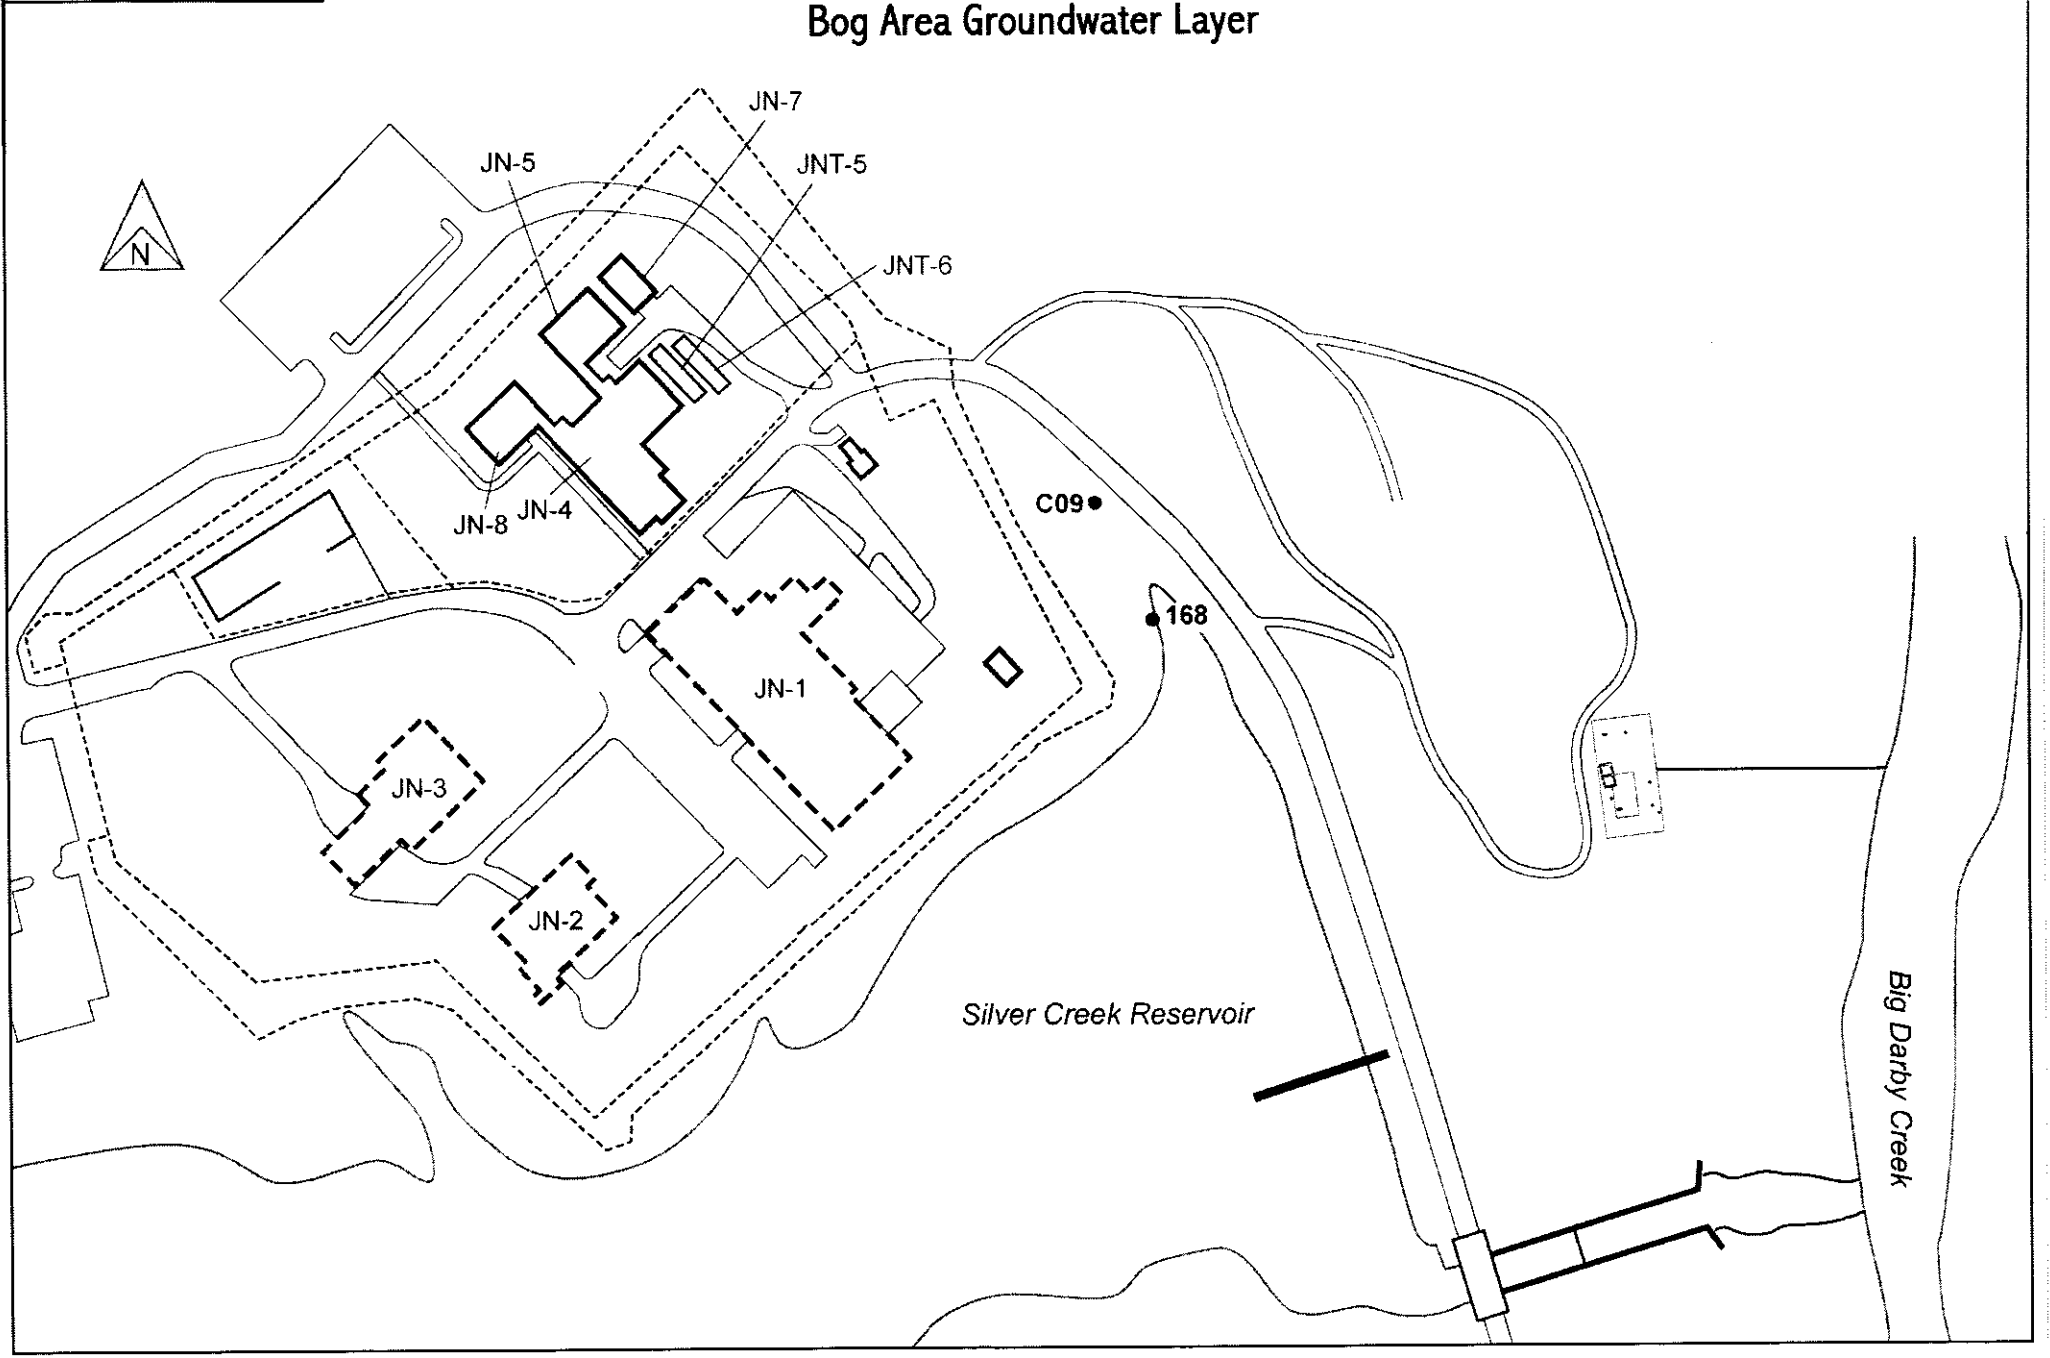 Bog Area Groundwater Layer
JN-7
JN-5
JNT-5
N
JNT-6
C09
JN-8
JN-4
168
JN-1
JN-3
JN-2
Silver Creek Reservoir
Big Darby Creek